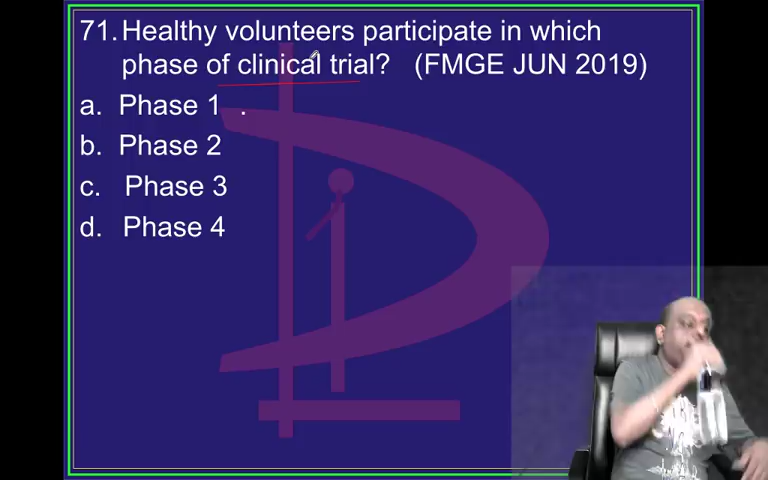 71. Healthy volunteers participate in which
phase of clinical trial? (FMGE JUN 2019)
a. Phase 1 .
b. Phase 2
c. Phase 3
d. Phase 4